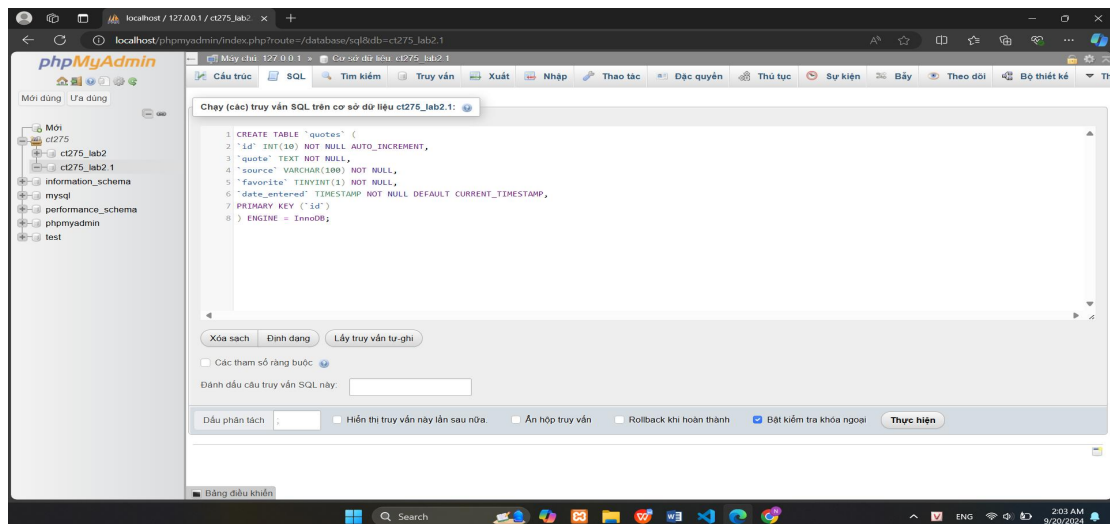 localhost / 127.0.0.1 / ct275_lab2.
localhost/phpmyadmin/index.php?route=/database/sql&db=ct275_lab2.1
phpMyAdmin
Mới dùng Ưa dùng
Mới
ct275
ct275_lab2
ct275_lab2.1
information_schema
mysql
performance_schema
phpmyadmin
test
Máy chủ: 127.0.0.1 » Cơ sở dữ liệu: ct275_lab2.1
Cấu trúc SQL Tìm kiếm Truy vấn Xuất Nhập Thao tác Đặc quyền Thủ tục Sự kiện Bẫy Theo dõi Bộ thiết kế Th
Chạy (các) truy vấn SQL trên cơ sở dữ liệu ct275_lab2.1:
1 CREATE TABLE `quotes` (
2 `id` INT(10) NOT NULL AUTO_INCREMENT,
3 `quote` TEXT NOT NULL,
4 `source` VARCHAR(100) NOT NULL,
5 `favorite` TINYINT(1) NOT NULL,
6 `date_entered` TIMESTAMP NOT NULL DEFAULT CURRENT_TIMESTAMP,
7 PRIMARY KEY (`id`)
8 ) ENGINE = InnoDB;
Xóa sạch Định dạng Lấy truy vấn tự-ghi
Các tham số ràng buộc
Đánh dấu câu truy vấn SQL này:
Dấu phân tách ; Hiển thị truy vấn này lần sau nữa. Ẩn hộp truy vấn Rollback khi hoàn thành Bật kiểm tra khóa ngoại Thực hiện
Bảng điều khiển
Search
ENG
2:03 AM
9/20/2024